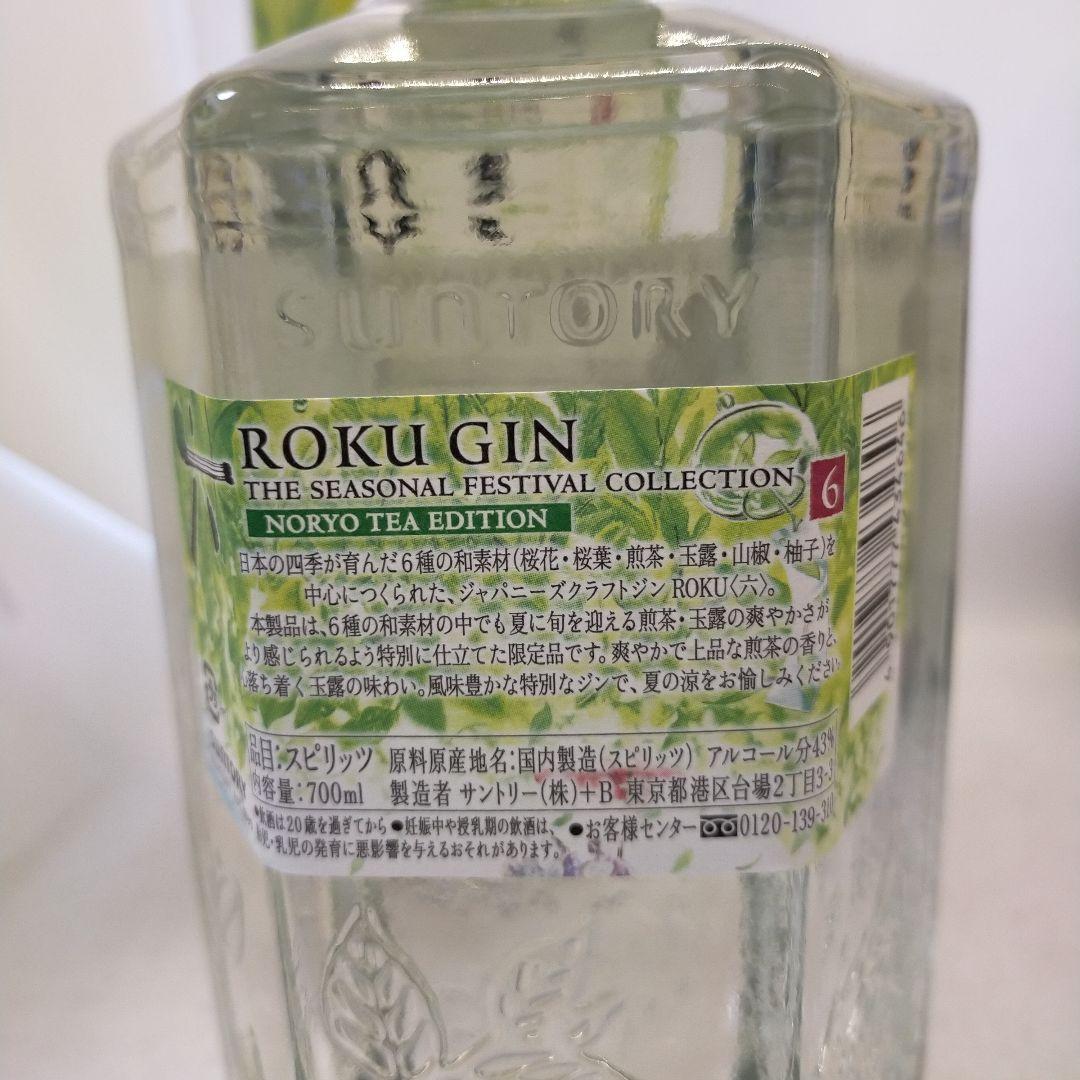 SUNTORY
六
ROKU GIN
THE SEASONAL FESTIVAL COLLECTION
6
NORYO TEA EDITION
日本の四季が育んだ6種の和素材(桜花・桜葉・煎茶・玉露・山椒・柚子)を
中心につくられた、ジャパニーズクラフトジン ROKU〈六〉。
本製品は、6種の和素材の中でも夏に旬を迎える煎茶・玉露の爽やかさが
より感じられるよう特別に仕立てた限定品です。爽やかで上品な煎茶の香りと、
落ち着く玉露の味わい。風味豊かな特別なジンで、夏の涼をお愉しみください
品目:スピリッツ 原料原産地名:国内製造(スピリッツ) アルコール分43%
内容量:700ml 製造者 サントリー(株)+B 東京都港区台場2丁目3-3
●飲酒は20歳を過ぎてから ●妊娠中や授乳期の飲酒は、
児・乳児の発育に悪影響を与えるおそれがあります。
●お客様センター 0120-139-310